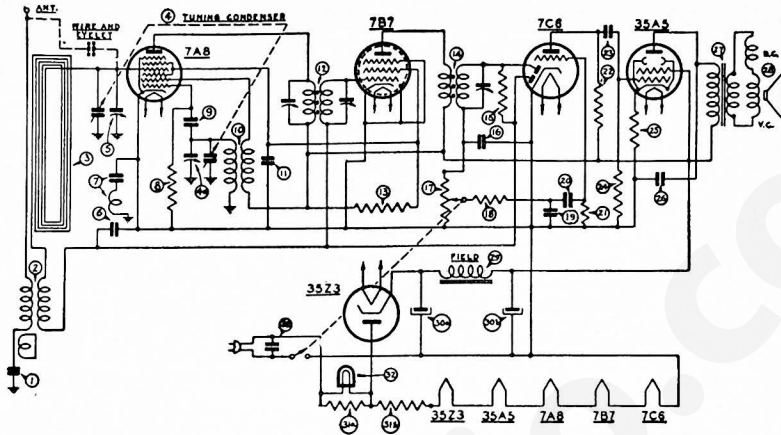 ANT.
WIRE AND
EYELET
4 TUNING CONDENSER
7A8
7B7
7C6
35A5
1
2
3
4a
5
6
7
8
9
10
11
12
13
14
15
16
17
18
19
20
21
22
23
24
25
26
27
28
B.C.
V.C.
FIELD
29
35Z3
30a
30b
32
31a
31b
35Z3
35A5
7A8
7B7
7C6